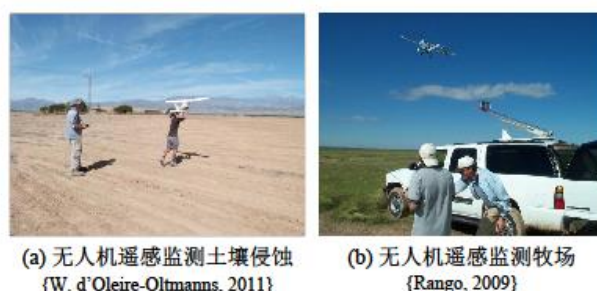 (a) 无人机遥感监测土壤侵蚀
{W. d'Oleire-Oltmanns, 2011}
(b) 无人机遥感监测牧场
{Rango, 2009}